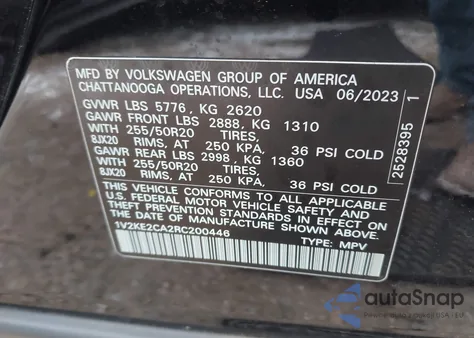 MFD BY VOLKSWAGEN GROUP OF AMERICA
CHATTANOOGA OPERATIONS, LLC. USA 06/2023
GVWR LBS 5776, KG 2620
GAWR FRONT LBS 2888, KG 1310
WITH 255/50R20 TIRES,
8JX20 RIMS, AT 250 KPA, 36 PSI COLD
GAWR REAR LBS 2998, KG 1360
WITH 255/50R20 TIRES,
8JX20 RIMS, AT 250 KPA, 36 PSI COLD
THIS VEHICLE CONFORMS TO ALL APPLICABLE
U.S. FEDERAL MOTOR VEHICLE SAFETY AND
THEFT PREVENTION STANDARDS IN EFFECT ON
THE DATE OF MANUFACTURE SHOWN ABOVE.
1V2KE2CA2RC200446 TYPE: MPV
2528395 1
autoSnap